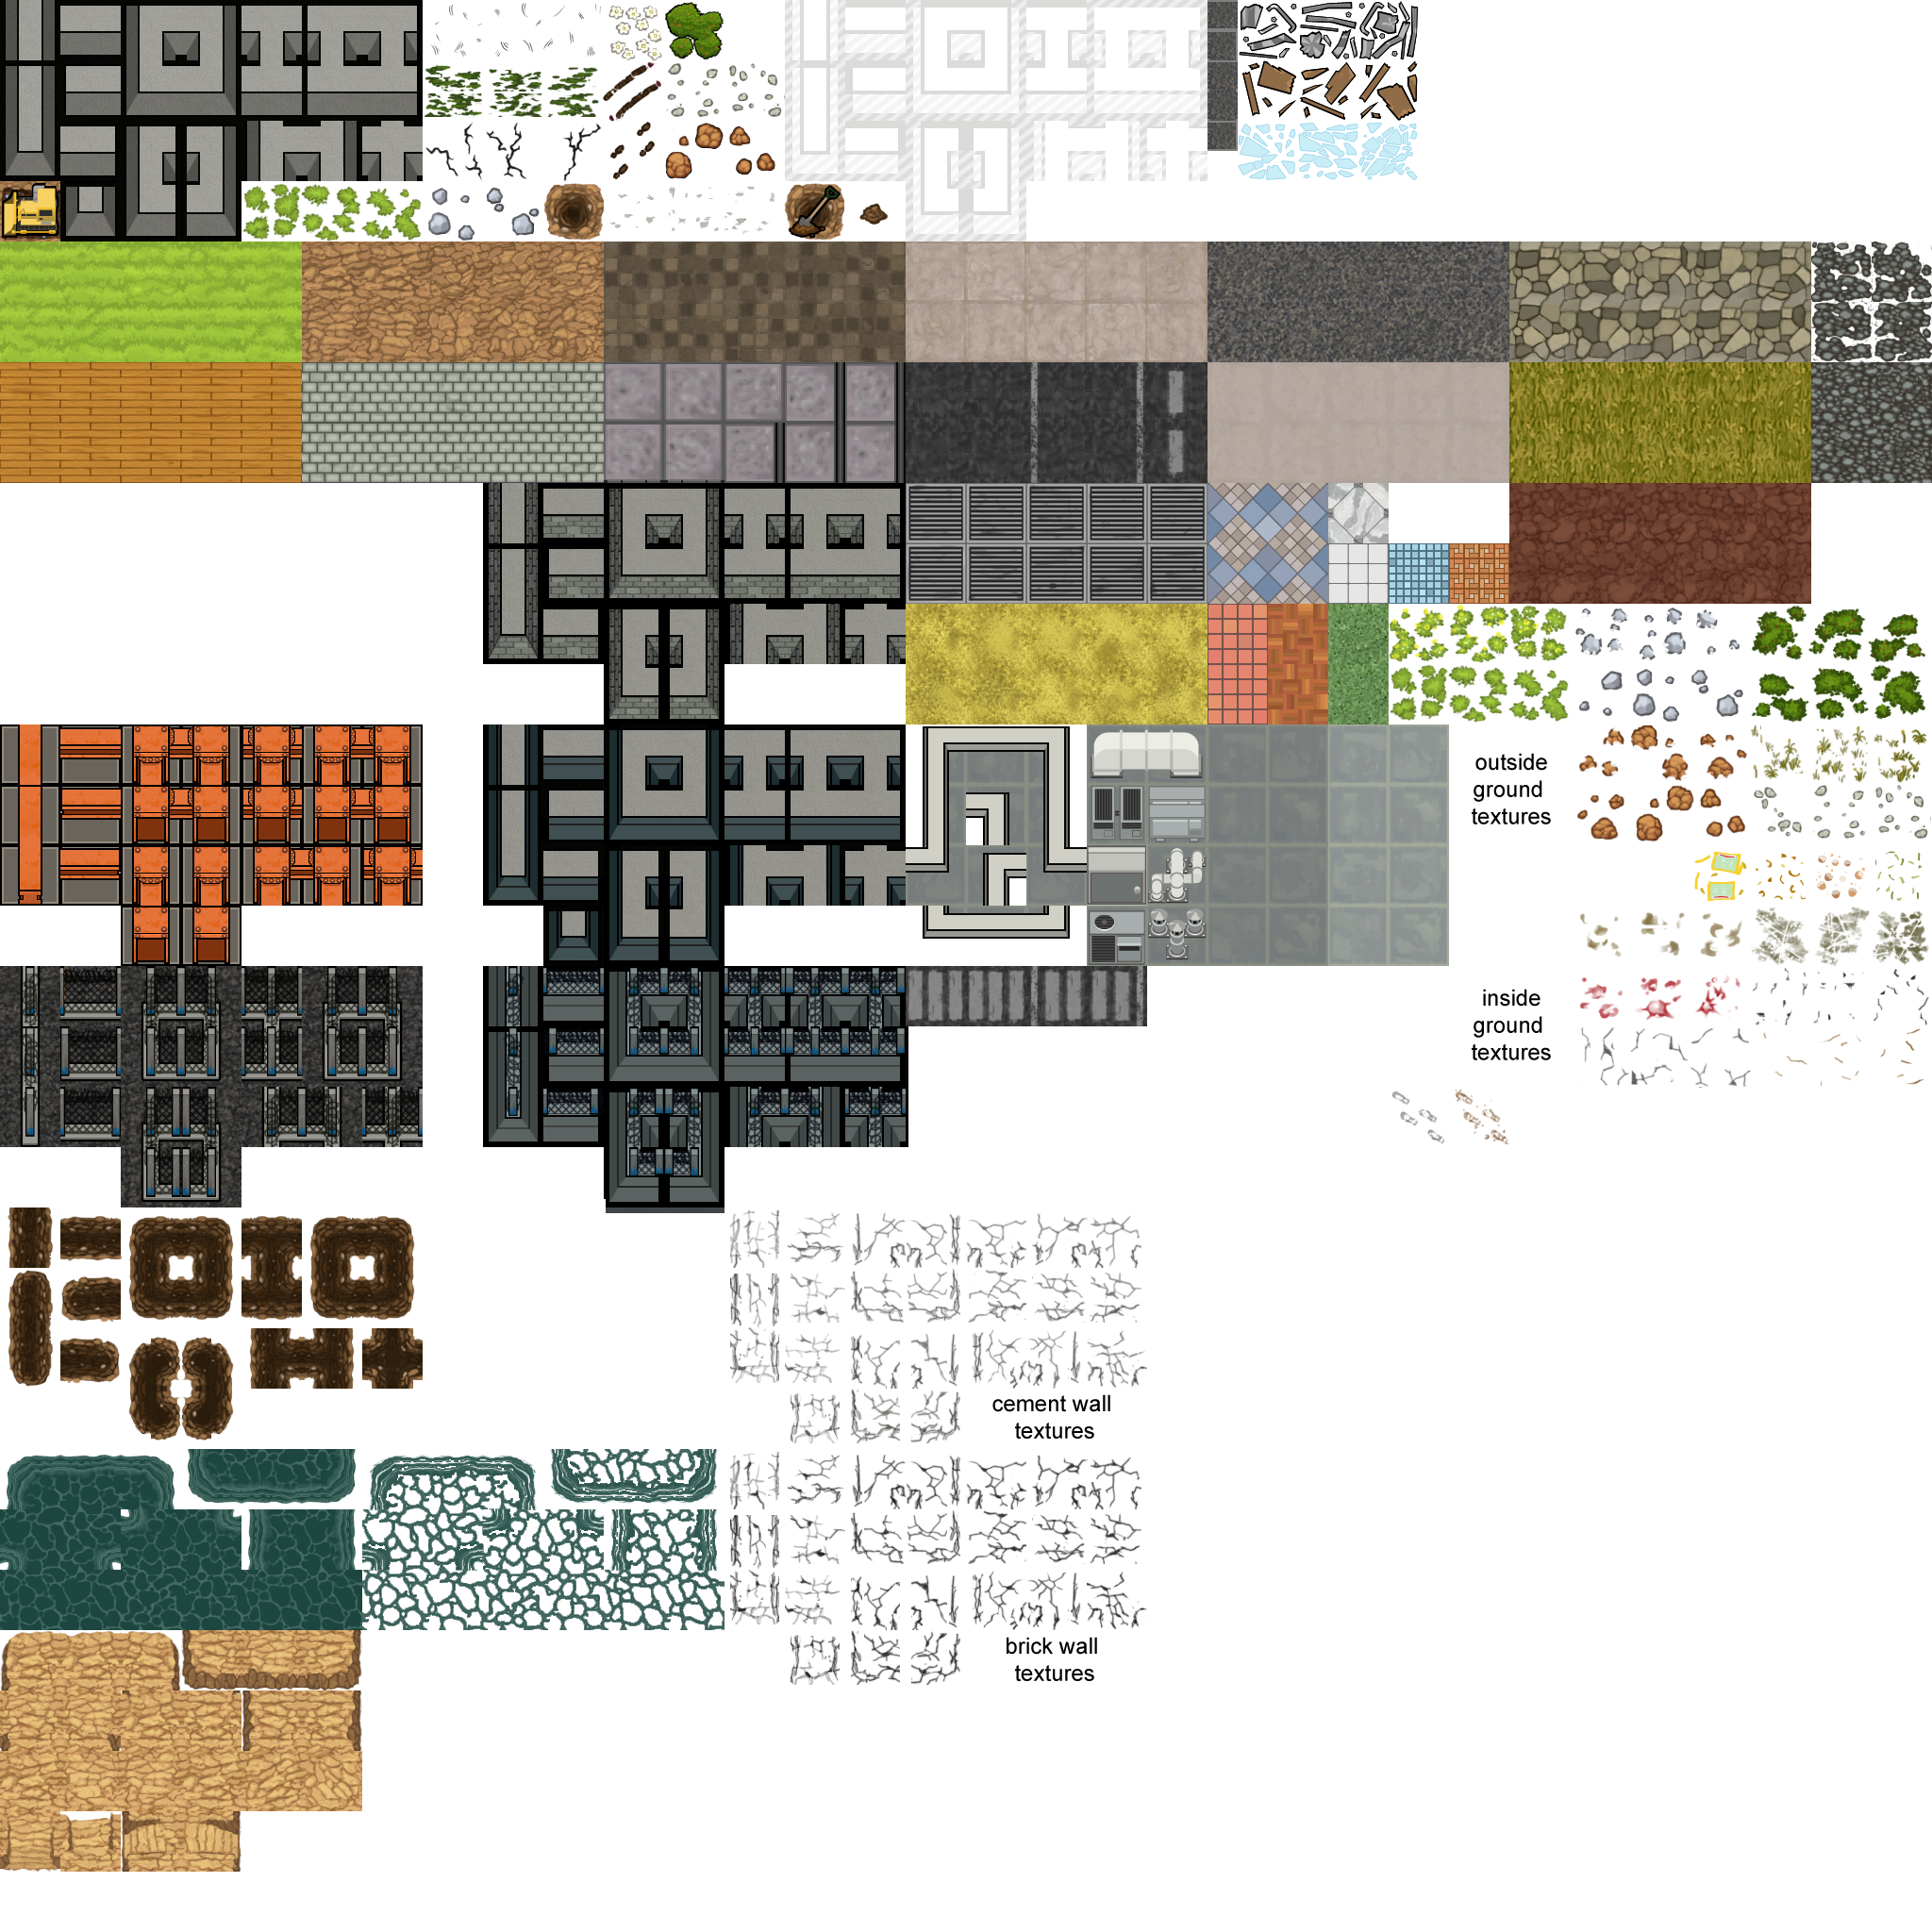 outside
ground
textures
inside
ground
textures
cement wall
textures
brick wall
textures